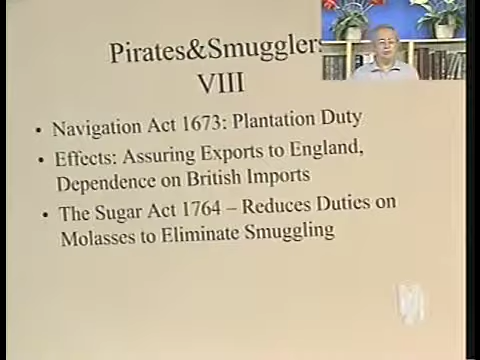 Pirates&Smugglers
VIII
• Navigation Act 1673: Plantation Duty
• Effects: Assuring Exports to England,
Dependence on British Imports
• The Sugar Act 1764 – Reduces Duties on
Molasses to Eliminate Smuggling